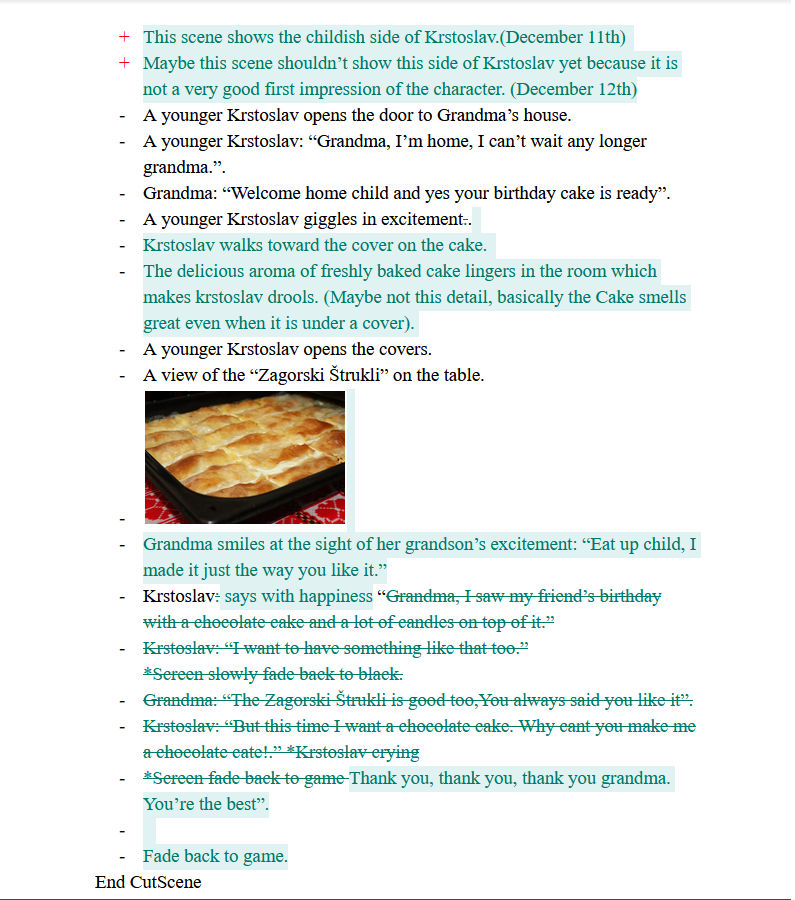 + This scene shows the childish side of Krstoslav.(December 11th)
+ Maybe this scene shouldn’t show this side of Krstoslav yet because it is
not a very good first impression of the character. (December 12th)
- A younger Krstoslav opens the door to Grandma’s house.
- A younger Krstoslav: “Grandma, I’m home, I can’t wait any longer
grandma.”.
- Grandma: “Welcome home child and yes your birthday cake is ready”.
- A younger Krstoslav giggles in excitement..
- Krstoslav walks toward the cover on the cake.
- The delicious aroma of freshly baked cake lingers in the room which
makes krstoslav drools. (Maybe not this detail, basically the Cake smells
great even when it is under a cover).
- A younger Krstoslav opens the covers.
- A view of the “Zagorski Štrukli” on the table.
-
- Grandma smiles at the sight of her grandson’s excitement: “Eat up child, I
made it just the way you like it.”
- Krstoslav: says with happiness “Grandma, I saw my friend’s birthday
with a chocolate cake and a lot of candles on top of it.”
- Krstoslav: “I want to have something like that too.”
*Screen slowly fade back to black.
- Grandma: “The Zagorski Štrukli is good too,You always said you like it”.
- Krstoslav: “But this time I want a chocolate cake. Why cant you make me
a chocolate cate!.” *Krstoslav crying
- *Screen fade back to game Thank you, thank you, thank you grandma.
You’re the best”.
-
- Fade back to game.
End CutScene